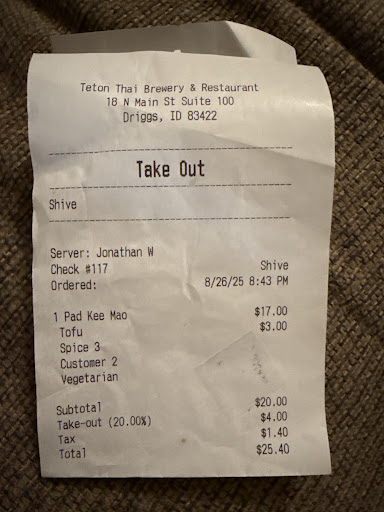 Teton Thai Brewery & Restaurant
18 N Main St Suite 100
Driggs, ID 83422
Take Out
Shive
Server: Jonathan W
Check #117 Shive
Ordered: 8/26/25 8:43 PM
1 Pad Kee Mao $17.00
Tofu $3.00
Spice 3
Customer 2
Vegetarian
Subtotal $20.00
Take-out (20.00%) $4.00
Tax $1.40
Total $25.40